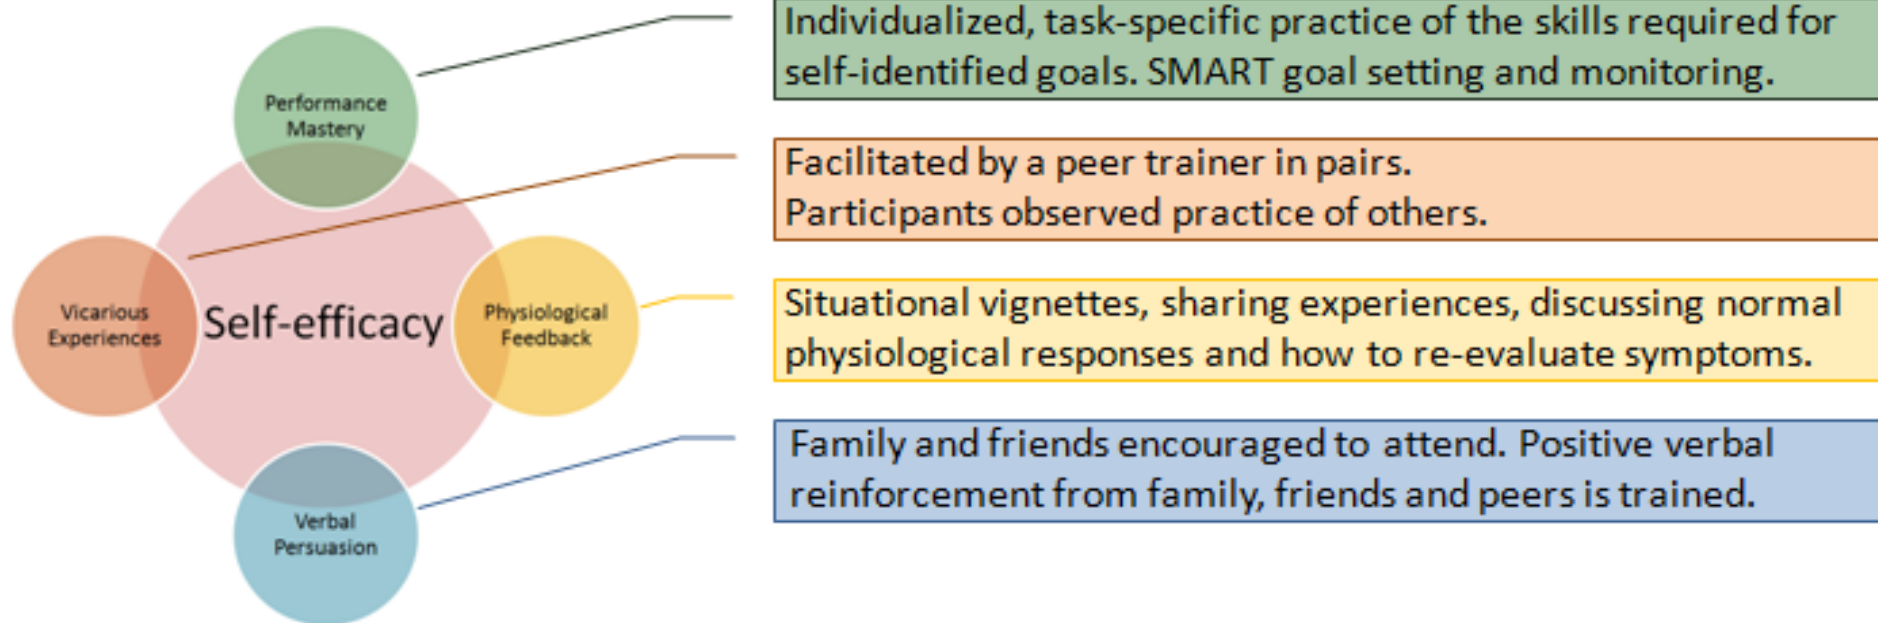 Performance
Mastery
Vicarious
Experiences
Self-efficacy
Physiological
Feedback
Verbal
Persuasion
Individualized, task-specific practice of the skills required for
self-identified goals. SMART goal setting and monitoring.
Facilitated by a peer trainer in pairs.
Participants observed practice of others.
Situational vignettes, sharing experiences, discussing normal
physiological responses and how to re-evaluate symptoms.
Family and friends encouraged to attend. Positive verbal
reinforcement from family, friends and peers is trained.